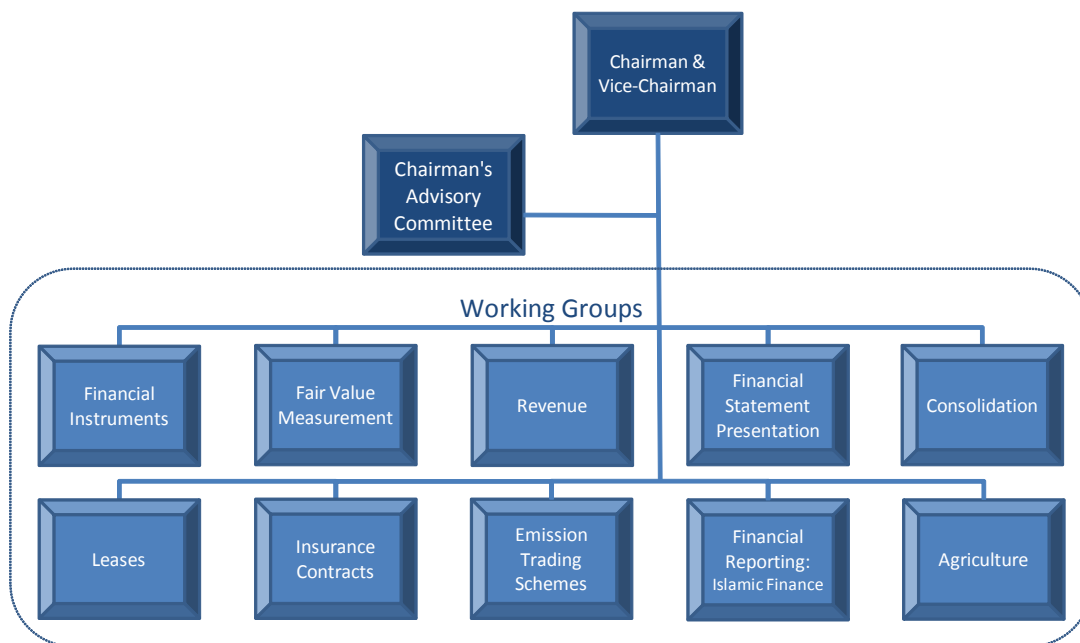 Chairman &
Vice-Chairman
Chairman's
Advisory
Committee
Working Groups
Financial
Instruments
Fair Value
Measurement
Revenue
Financial
Statement
Presentation
Consolidation
Leases
Insurance
Contracts
Emission
Trading
Schemes
Financial
Reporting:
Islamic Finance
Agriculture